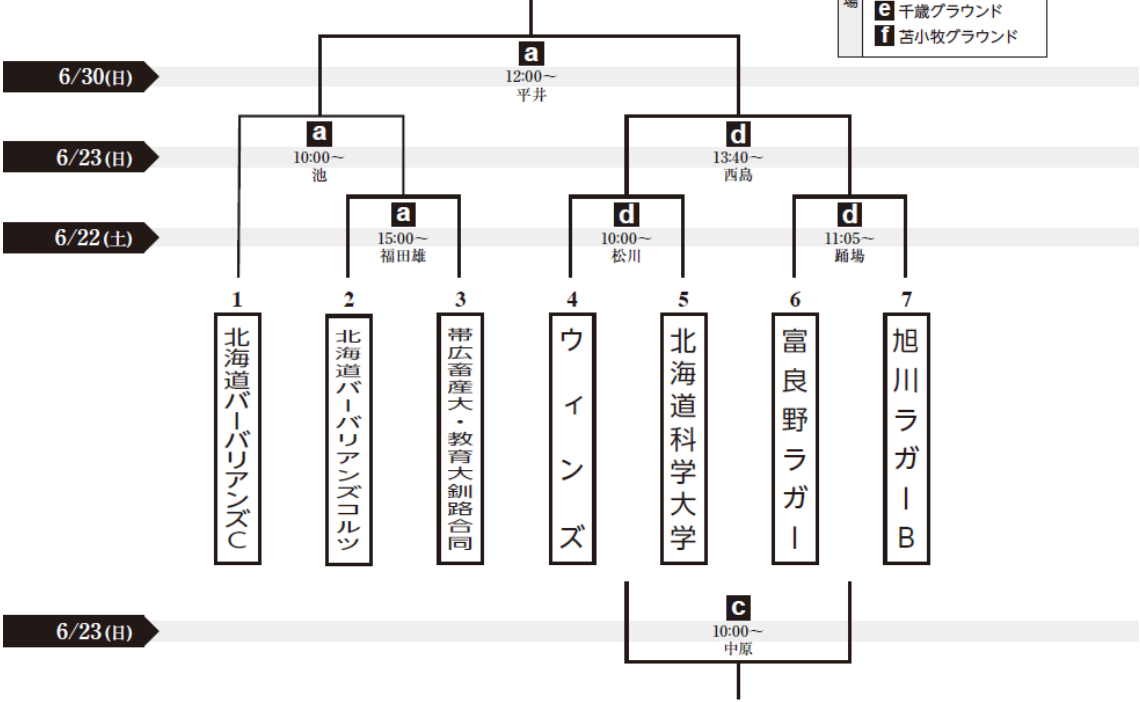 場
e 千歳グラウンド
f 苫小牧グラウンド
6/30(日)
a
12:00～
平井
6/23(日)
a
10:00～
池
d
13:40～
西島
6/22(土)
a
15:00～
福田雄
d
10:00～
松川
d
11:05～
踊場
1
2
3
4
5
6
7
北海道バーバリアンズC
北海道バーバリアンズコルツ
帯広畜産大・教育大釧路合同
ウィンズ
北海道科学大学
富良野ラガー
旭川ラガーB
6/23(日)
c
10:00～
中原